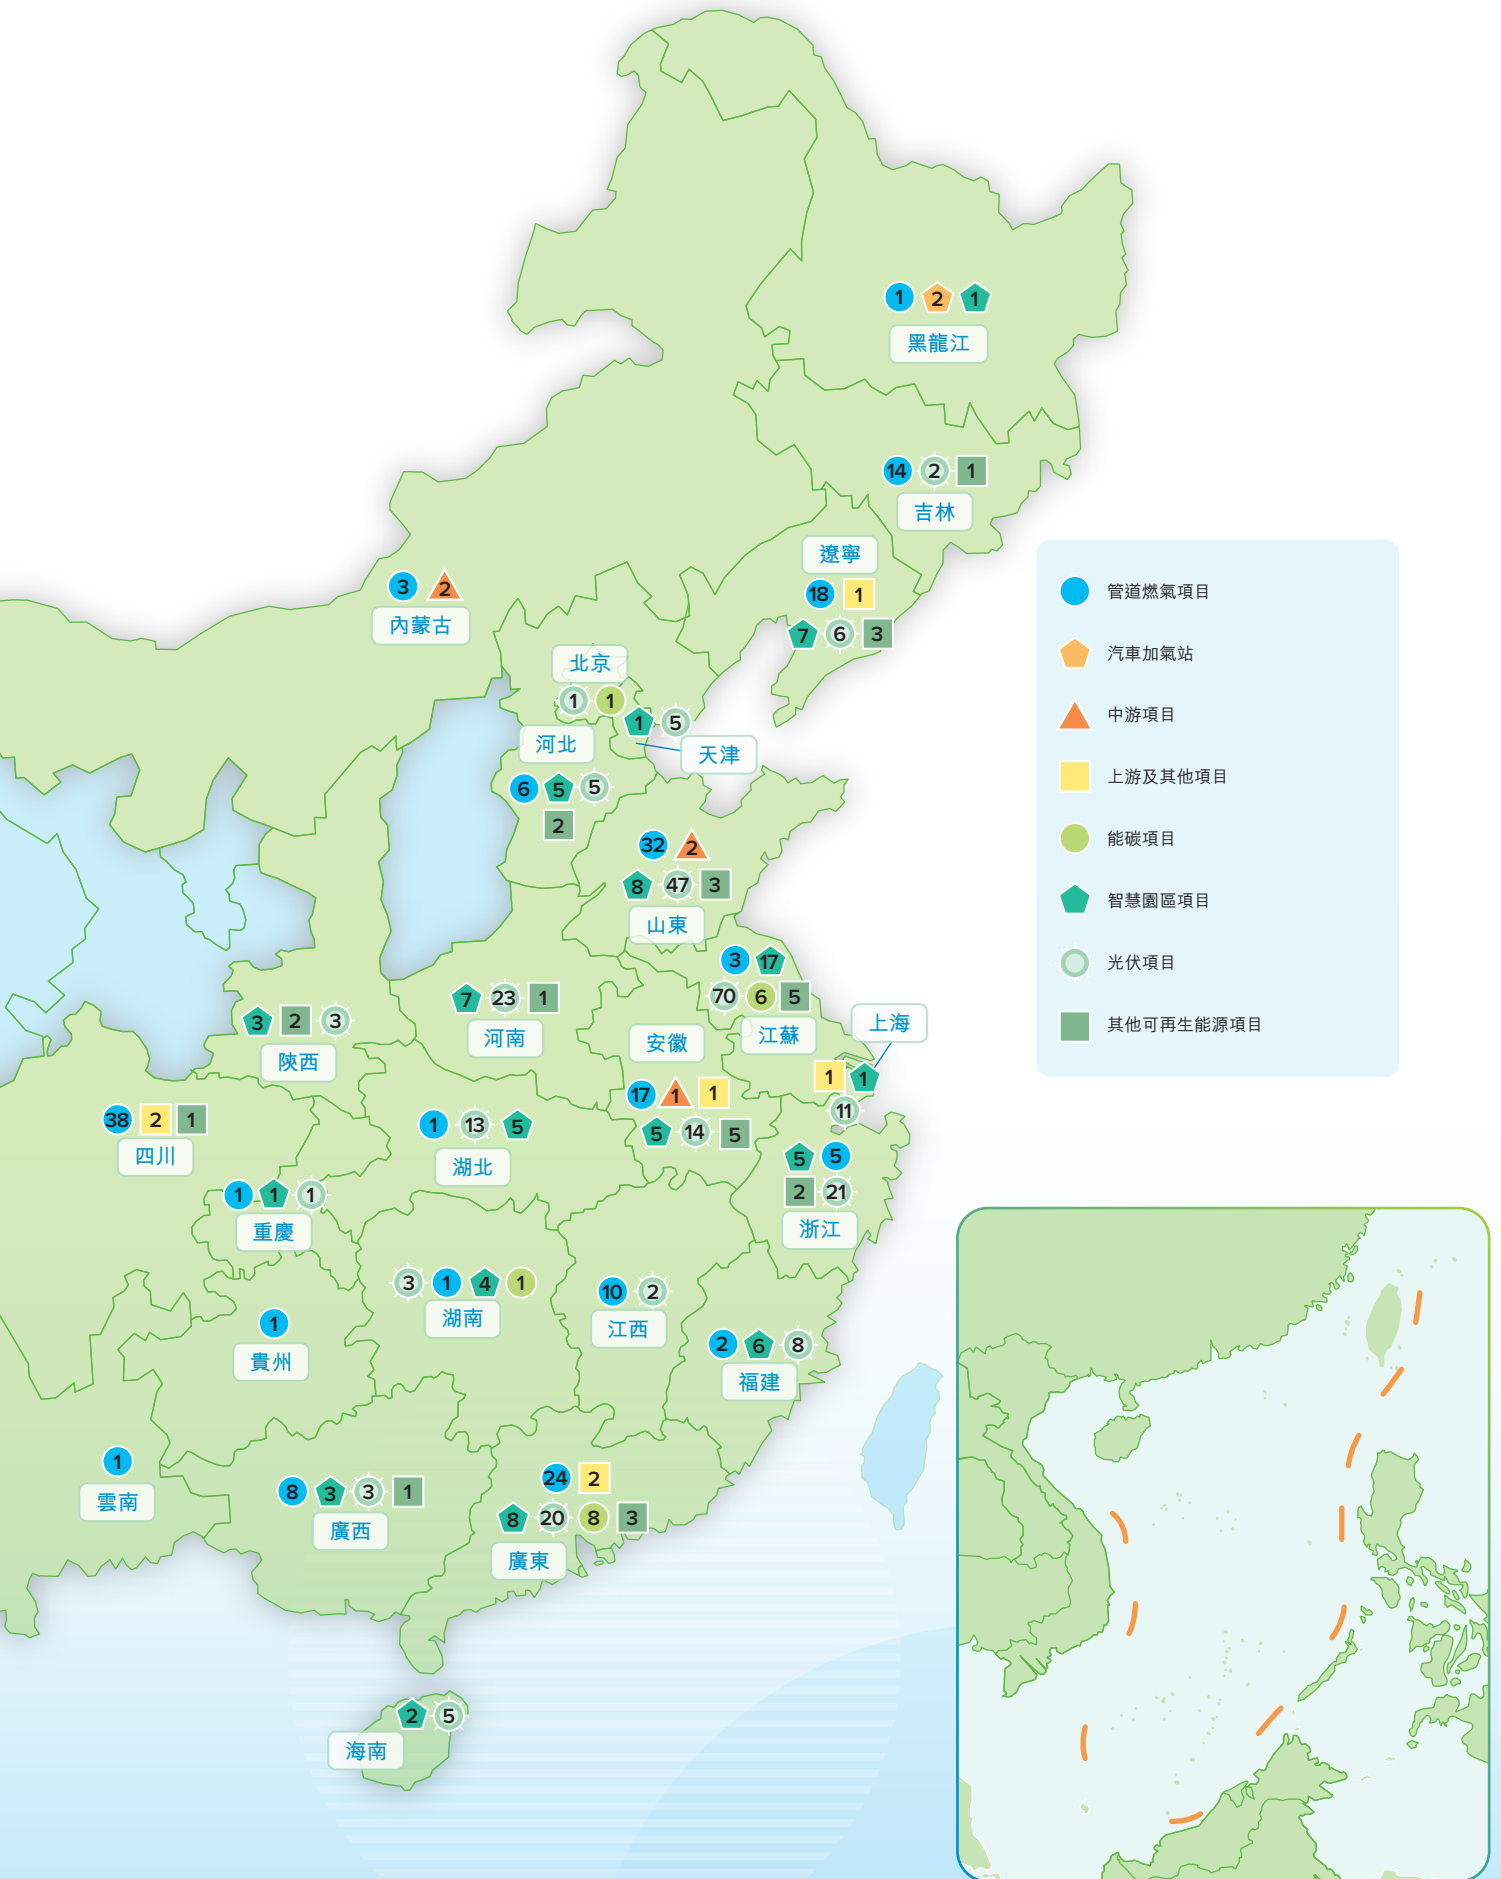 1 2 1
黑龍江
14 2 1
吉林
遼寧
18 1
7 6 3
3 2
內蒙古
北京
1 1
1 5
天津
河北
6 5 5
2
32 2
8 47 3
山東
3 17
70 6 5
江蘇
上海
1 1
11
7 23 1
河南
安徽
17 1 1
5 14 5
3 2 3
陝西
38 2 1
四川
1 13 5
湖北
5 5
2 21
浙江
1 1 1
重慶
3 1 4 1
湖南
10 2
江西
1
貴州
2 6 8
福建
1
雲南
8 3 3 1
廣西
24 2
8 20 8 3
廣東
2 5
海南
管道燃氣項目
汽車加氣站
中游項目
上游及其他項目
能碳項目
智慧園區項目
光伏項目
其他可再生能源項目